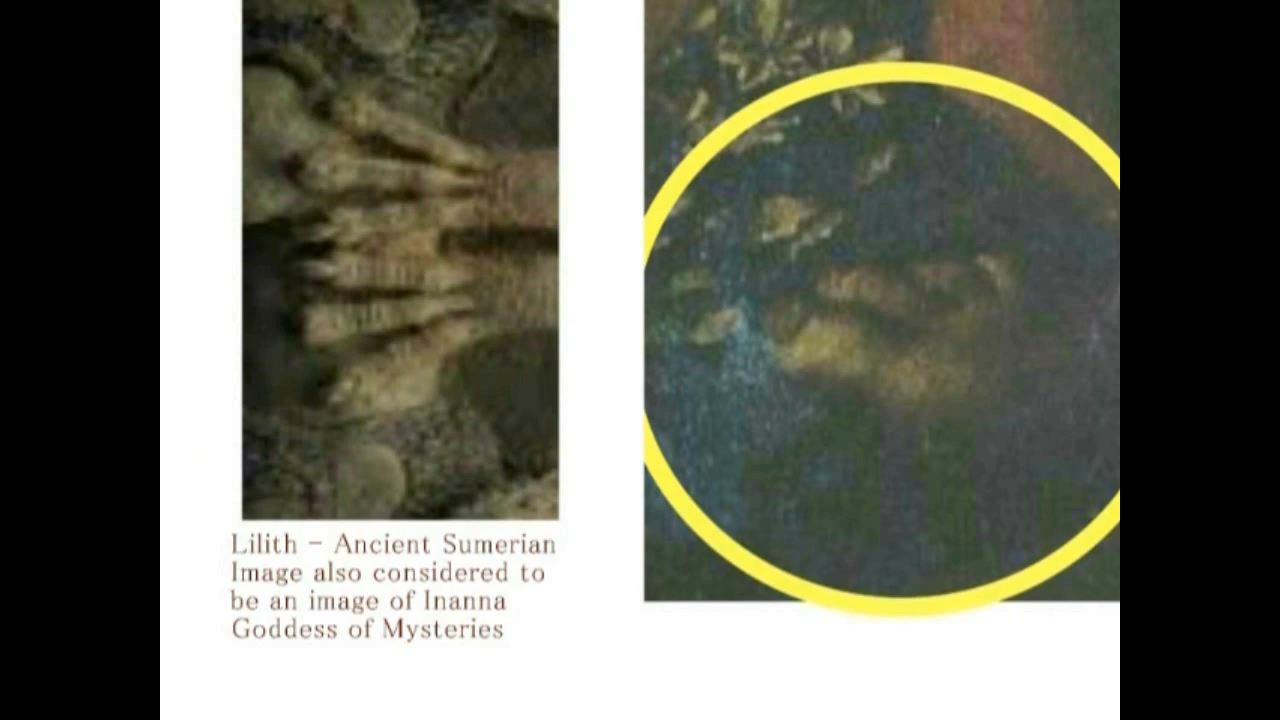 Lilith – Ancient Sumerian
Image also considered to
be an image of Inanna
Goddess of Mysteries